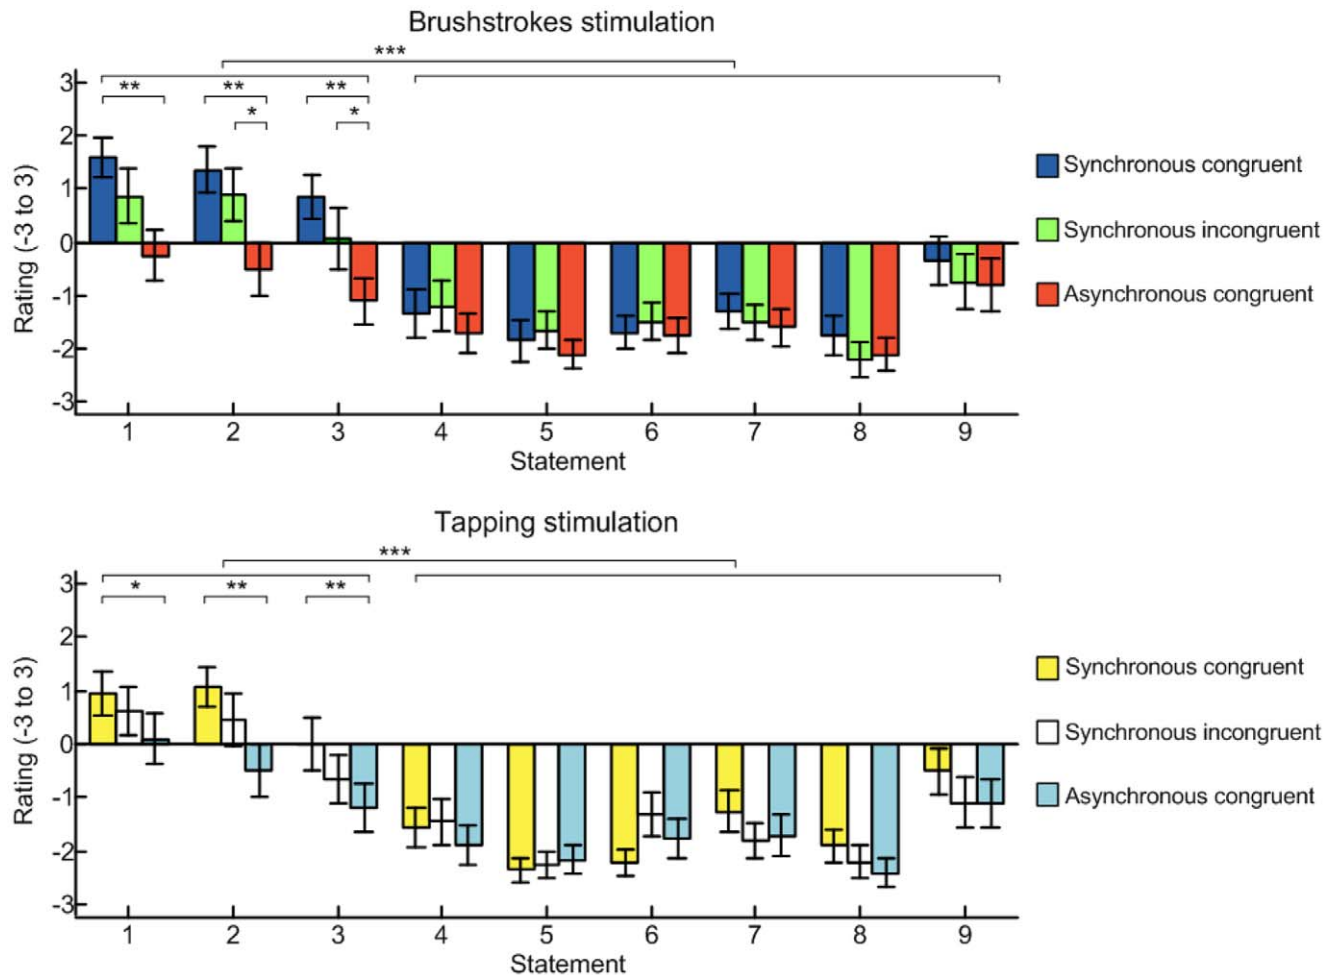 Brushstrokes stimulation
***
** ** **
* *
3
2
1
0
-1
-2
-3
Rating (-3 to 3)
1 2 3 4 5 6 7 8 9
Statement
Synchronous congruent
Synchronous incongruent
Asynchronous congruent
Tapping stimulation
***
* ** **
3
2
1
0
-1
-2
-3
Rating (-3 to 3)
1 2 3 4 5 6 7 8 9
Statement
Synchronous congruent
Synchronous incongruent
Asynchronous congruent